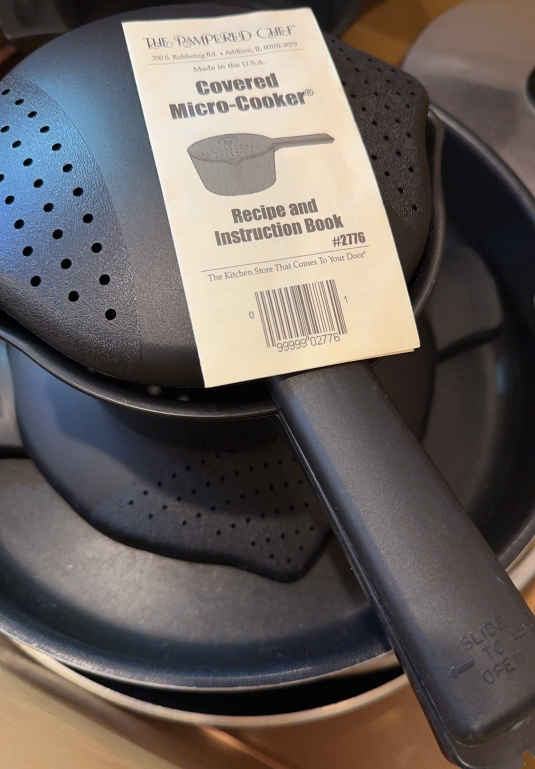 THE PAMPERED CHEF
Made in the U.S.A.
Covered
Micro-Cooker®
Recipe and
Instruction Book
#2776
The Kitchen Store That Comes To Your Door®
0 1
99999 02776
SLIDE
TO
OPEN